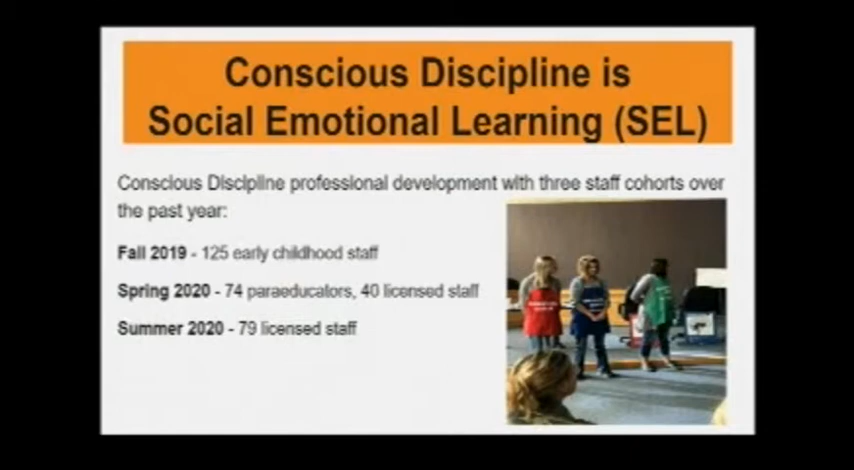 Conscious Discipline is
Social Emotional Learning (SEL)
Conscious Discipline professional development with three staff cohorts over
the past year:
Fall 2019 - 125 early childhood staff
Spring 2020 - 74 paraeducators, 40 licensed staff
Summer 2020 - 79 licensed staff